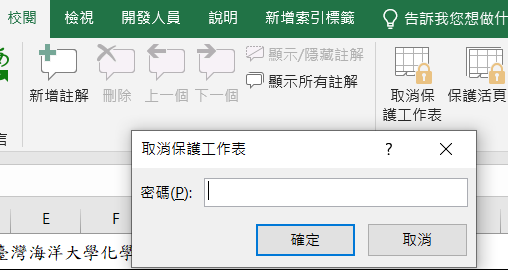 校閱 檢視 開發人員 說明 新增索引標籤 告訴我您想做什
新增註解 刪除 上一個 下一個
顯示/隱藏註解
顯示所有註解
取消保
護工作表
保護活頁
言
取消保護工作表 ?
密碼(P):
確定 取消
E F
臺灣海洋大學化學